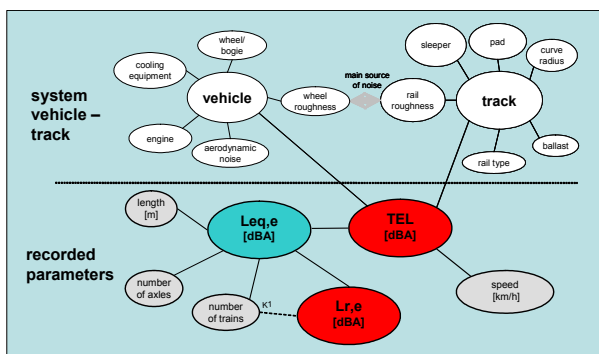 wheel/
bogie
cooling
equipment
vehicle
wheel
roughness
engine
aerodynamic
noise
main source
of noise
sleeper
pad
curve
radius
rail
roughness
track
ballast
rail type
system
vehicle –
track
length
[m]
Leq,e
[dBA]
TEL
[dBA]
recorded
parameters
number
of axles
number
of trains
K1
Lr,e
[dBA]
speed
[km/h]